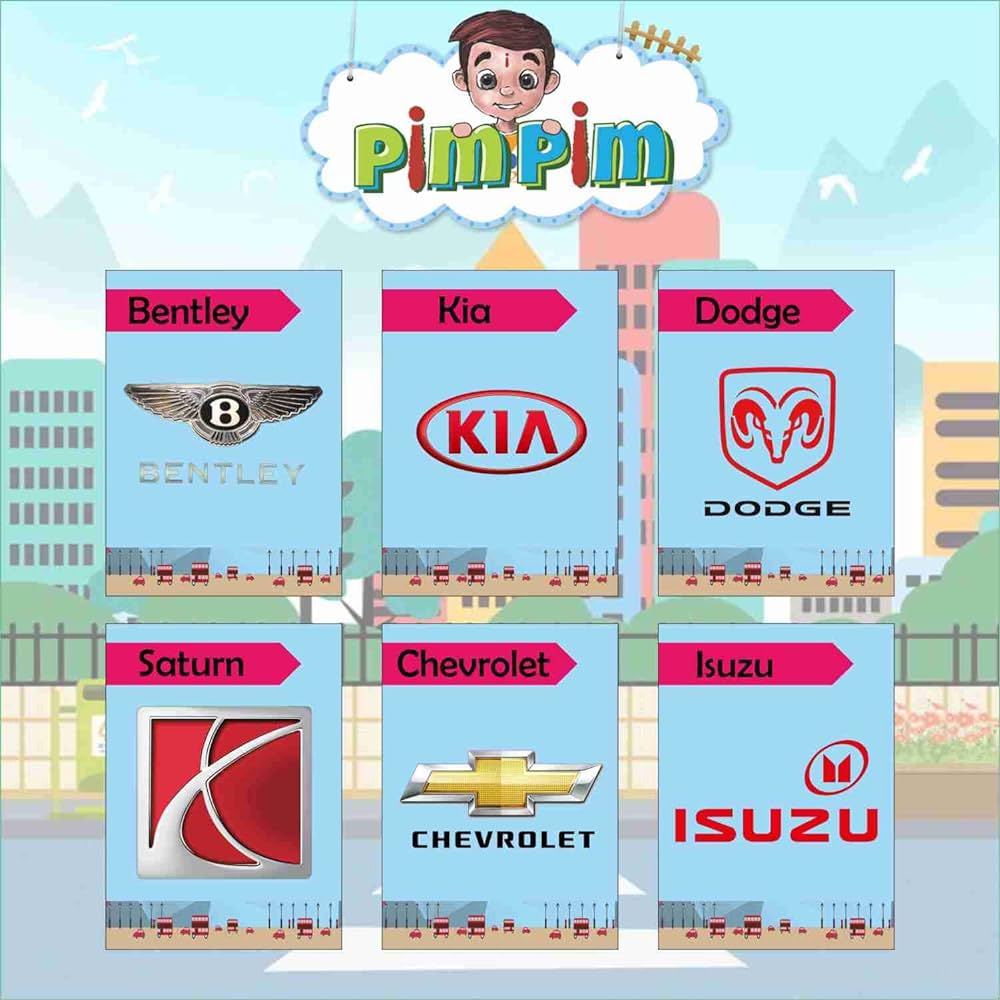 pimpim
Bentley
B
BENTLEY
Kia
KIA
Dodge
DODGE
Saturn
Chevrolet
CHEVROLET
Isuzu
ISUZU